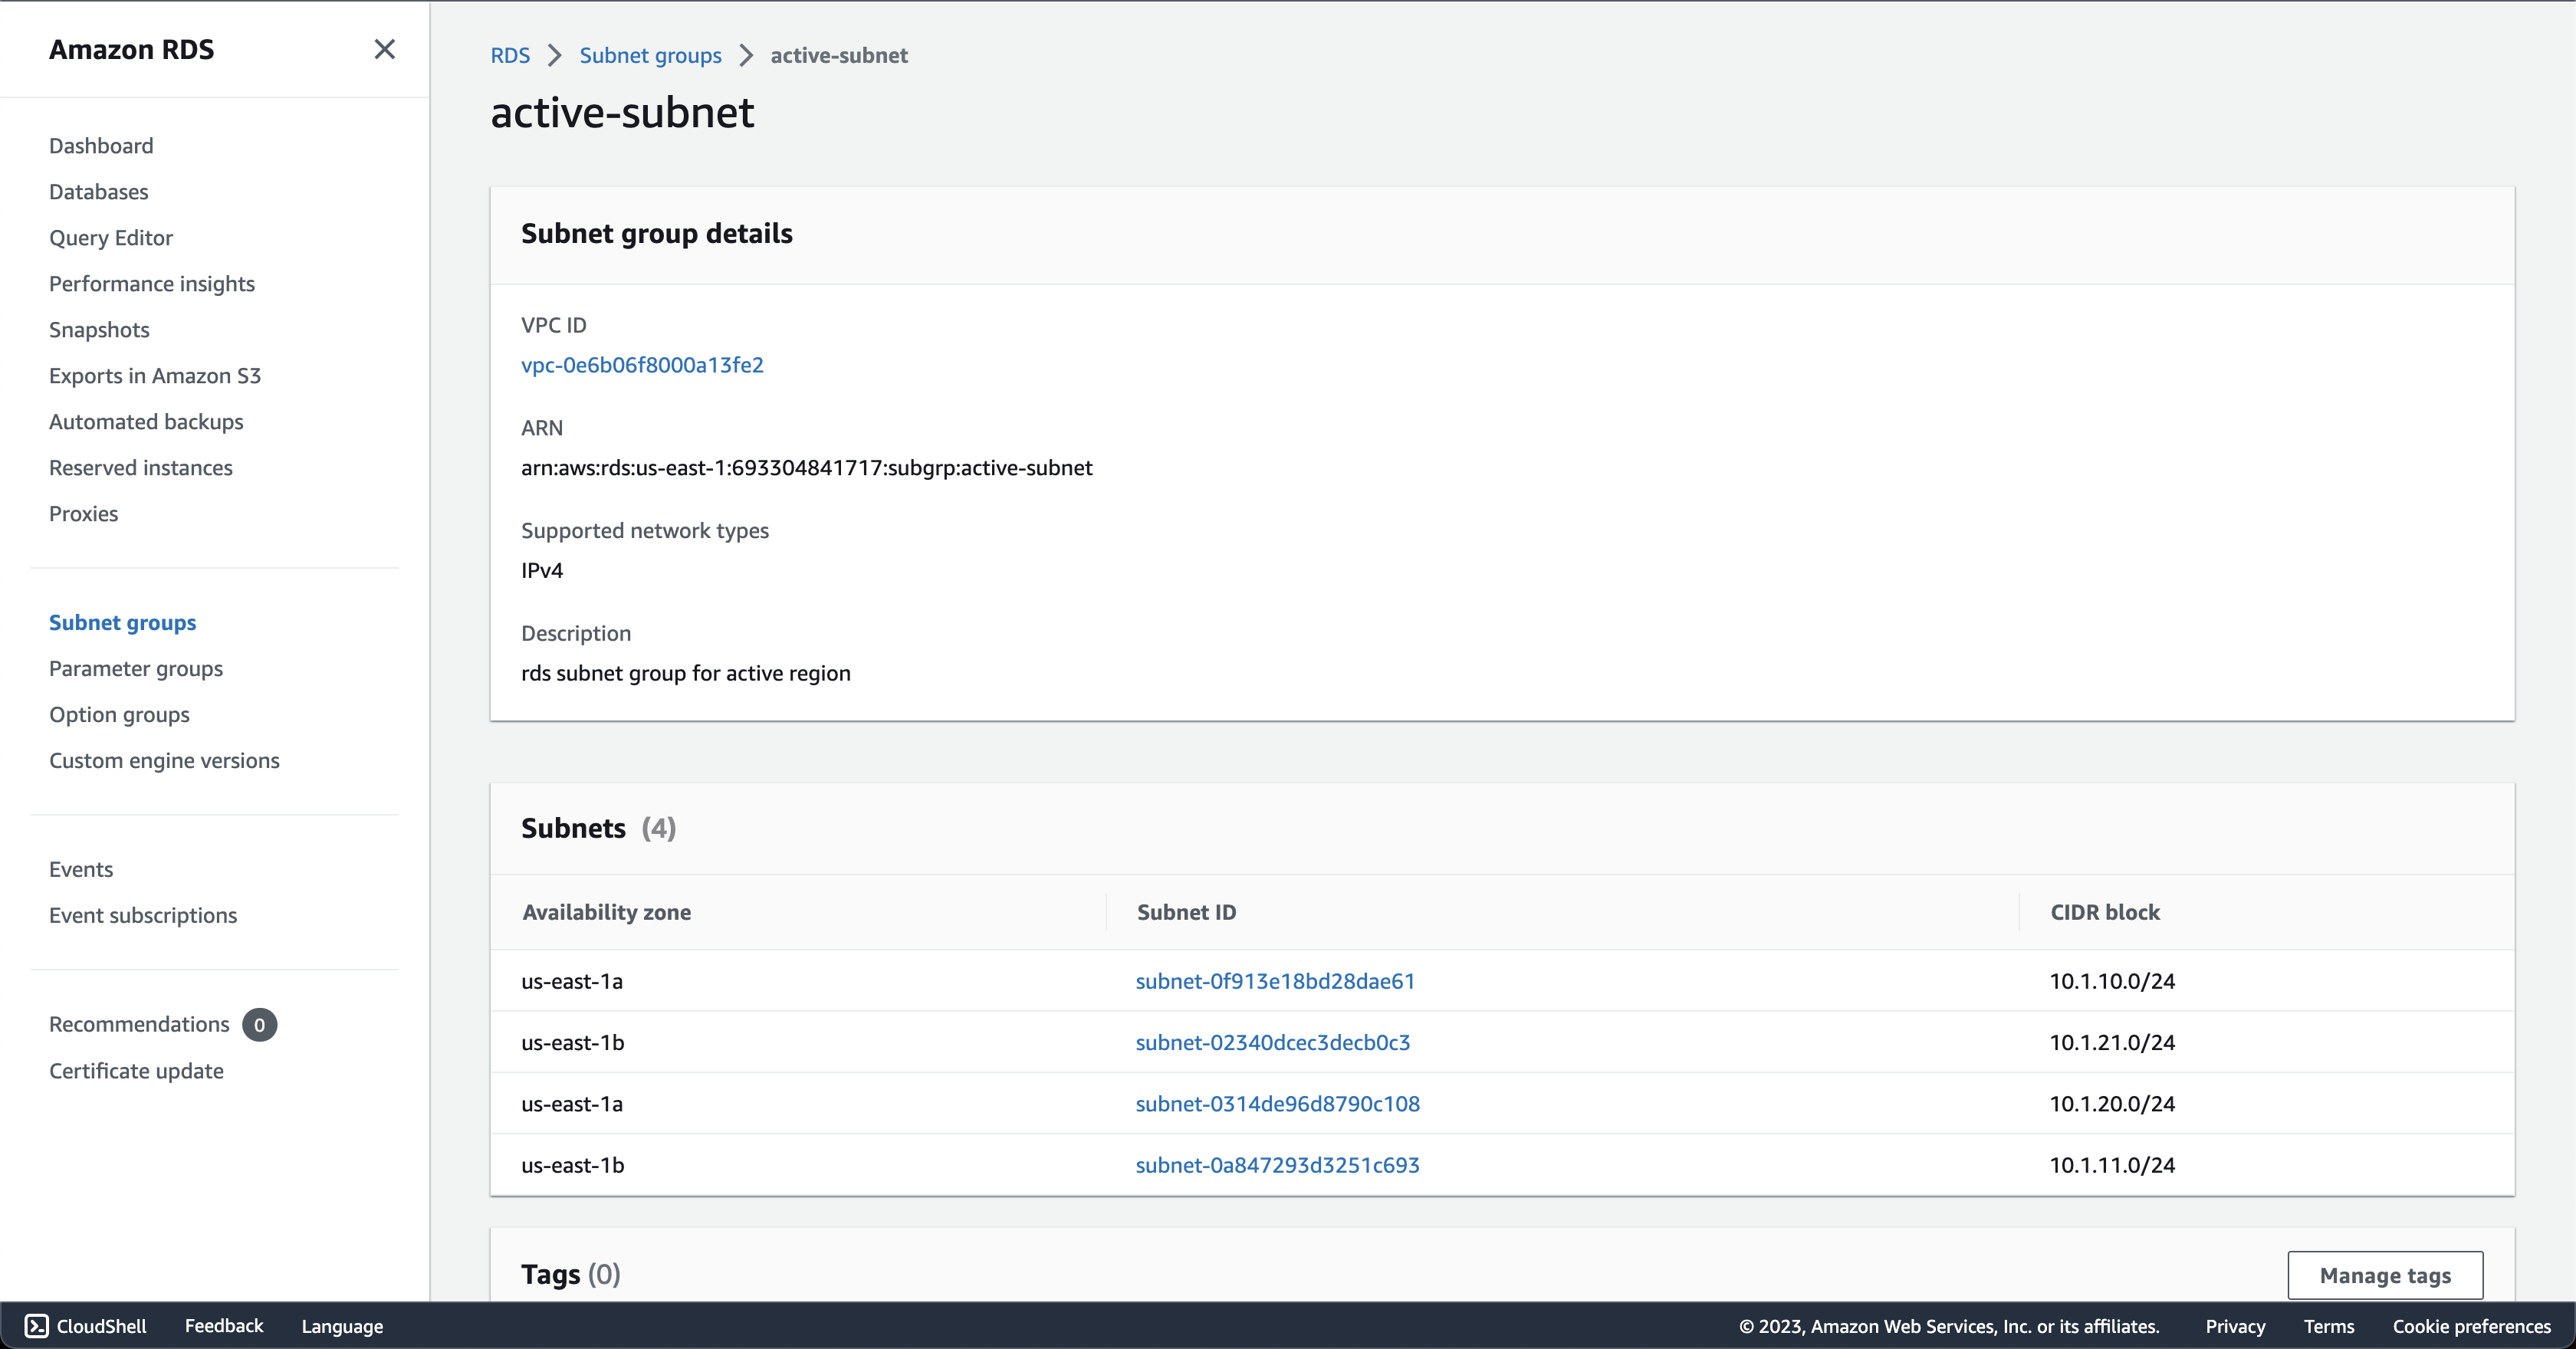 Amazon RDS
Dashboard
Databases
Query Editor
Performance insights
Snapshots
Exports in Amazon S3
Automated backups
Reserved instances
Proxies
Subnet groups
Parameter groups
Option groups
Custom engine versions
Events
Event subscriptions
Recommendations 0
Certificate update
RDS > Subnet groups > active-subnet
active-subnet
Subnet group details
VPC ID
vpc-0e6b06f8000a13fe2
ARN
arn:aws:rds:us-east-1:693304841717:subgrp:active-subnet
Supported network types
IPv4
Description
rds subnet group for active region
Subnets (4)
Availability zone Subnet ID CIDR block
us-east-1a subnet-0f913e18bd28dae61 10.1.10.0/24
us-east-1b subnet-02340dcec3decb0c3 10.1.21.0/24
us-east-1a subnet-0314de96d8790c108 10.1.20.0/24
us-east-1b subnet-0a847293d3251c693 10.1.11.0/24
Tags (0) Manage tags
CloudShell Feedback Language © 2023, Amazon Web Services, Inc. or its affiliates. Privacy Terms Cookie preferences